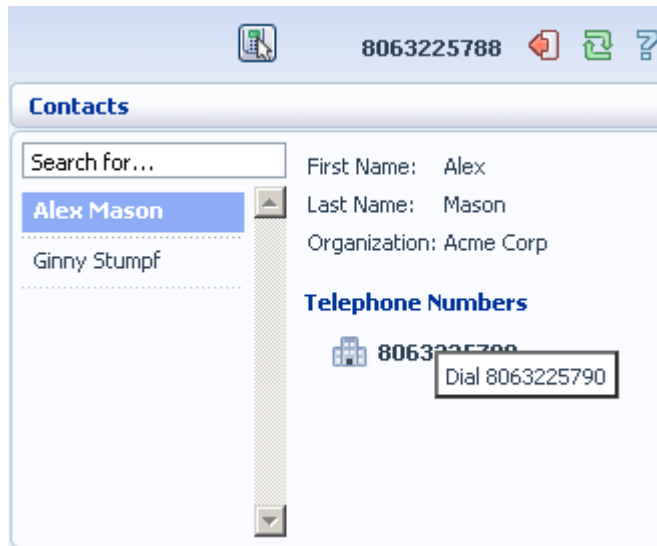 8063225788
Contacts
Search for...
Alex Mason
Ginny Stumpf
First Name: Alex
Last Name: Mason
Organization: Acme Corp
Telephone Numbers
8063225790
Dial 8063225790